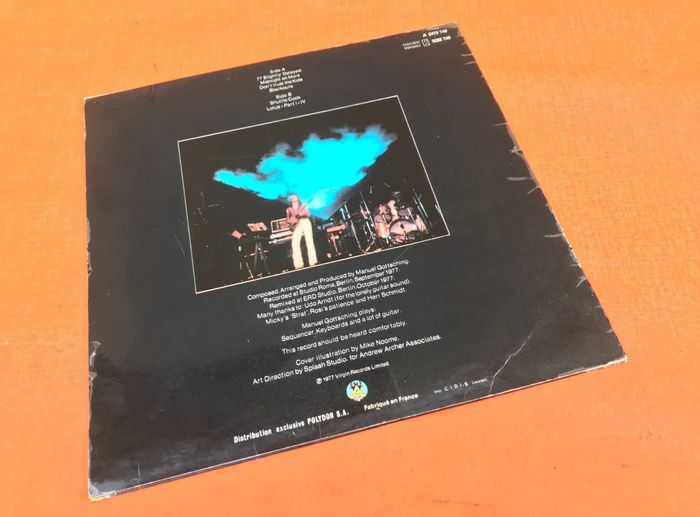 A 2473 740
Side A
77 Slightly Delayed
Midnight on Mars
Don't trust the Kids
Blackouts
Side B
Shuttle Cock
Lotus - Part I-IV
Composed, Arranged and Produced by Manuel Gottsching.
Recorded at Studio Roma, Berlin, September 1977.
Remixed at ERD Studio, Berlin, October 1977.
Many thanks to: Udo Arndt (for the lonely guitar sound),
Micky's 'Strat', Rosi's patience and Herr Schmidt.
Manuel Gottsching plays:
Sequencer, Keyboards and a lot of guitar.
This record should be heard comfortably.
Cover illustration by Mike Noome.
Art Direction by Splash Studio, for Andrew Archer Associates.
℗ 1977 Virgin Records Limited
Distribution exclusive POLYDOR S.A.
Fabriqué en France
Imp. C.I.D.I.S. Louviers